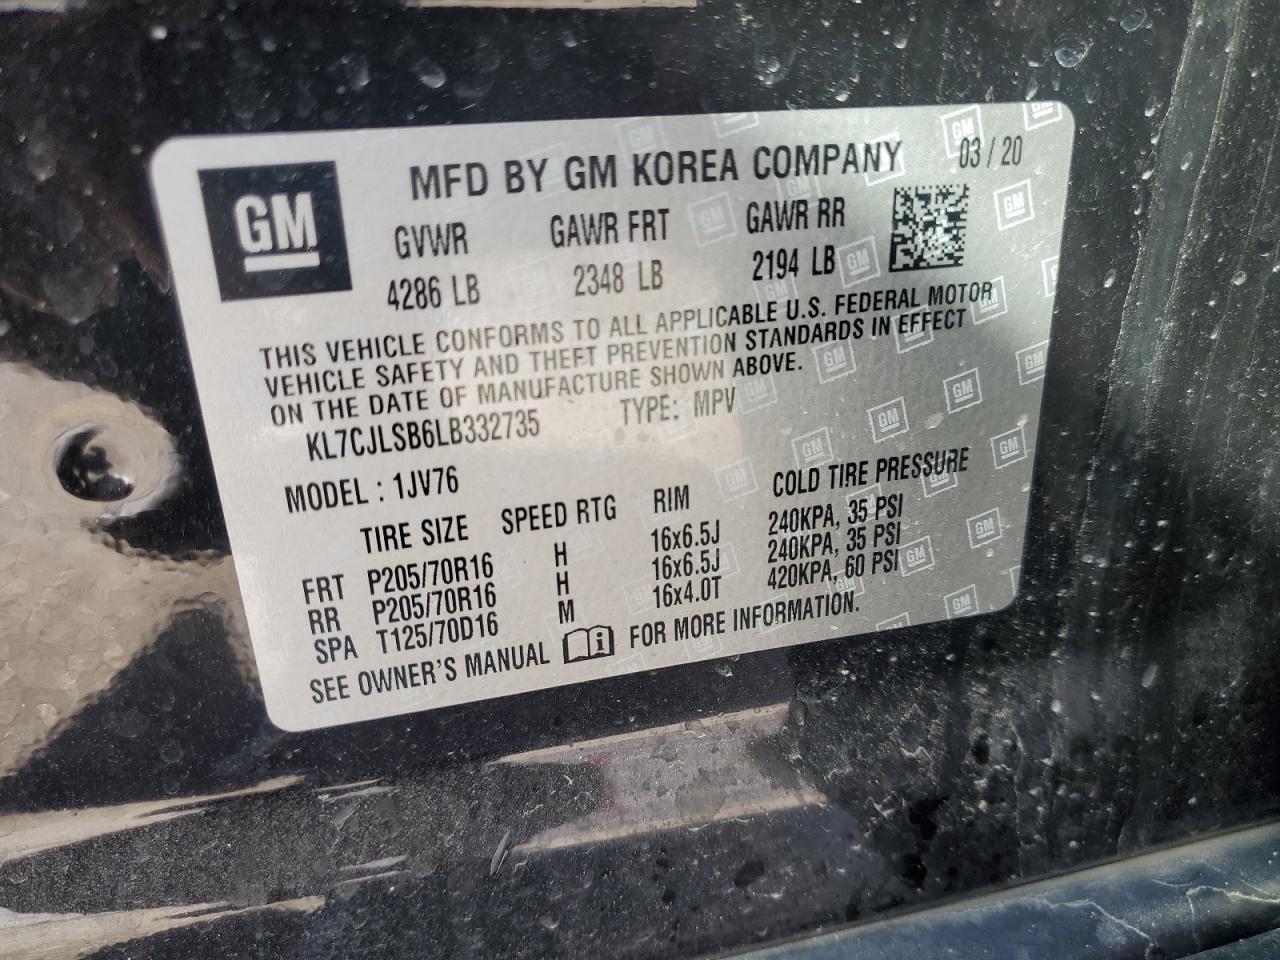 GM
MFD BY GM KOREA COMPANY 03 / 20
GVWR GAWR FRT GAWR RR
4286 LB 2348 LB 2194 LB
THIS VEHICLE CONFORMS TO ALL APPLICABLE U.S. FEDERAL MOTOR
VEHICLE SAFETY AND THEFT PREVENTION STANDARDS IN EFFECT
ON THE DATE OF MANUFACTURE SHOWN ABOVE.
KL7CJLSB6LB332735 TYPE: MPV
MODEL : 1JV76
TIRE SIZE SPEED RTG RIM COLD TIRE PRESSURE
FRT P205/70R16 H 16x6.5J 240KPA, 35 PSI
RR P205/70R16 H 16x6.5J 240KPA, 35 PSI
SPA T125/70D16 M 16x4.0T 420KPA, 60 PSI
SEE OWNER'S MANUAL i FOR MORE INFORMATION.